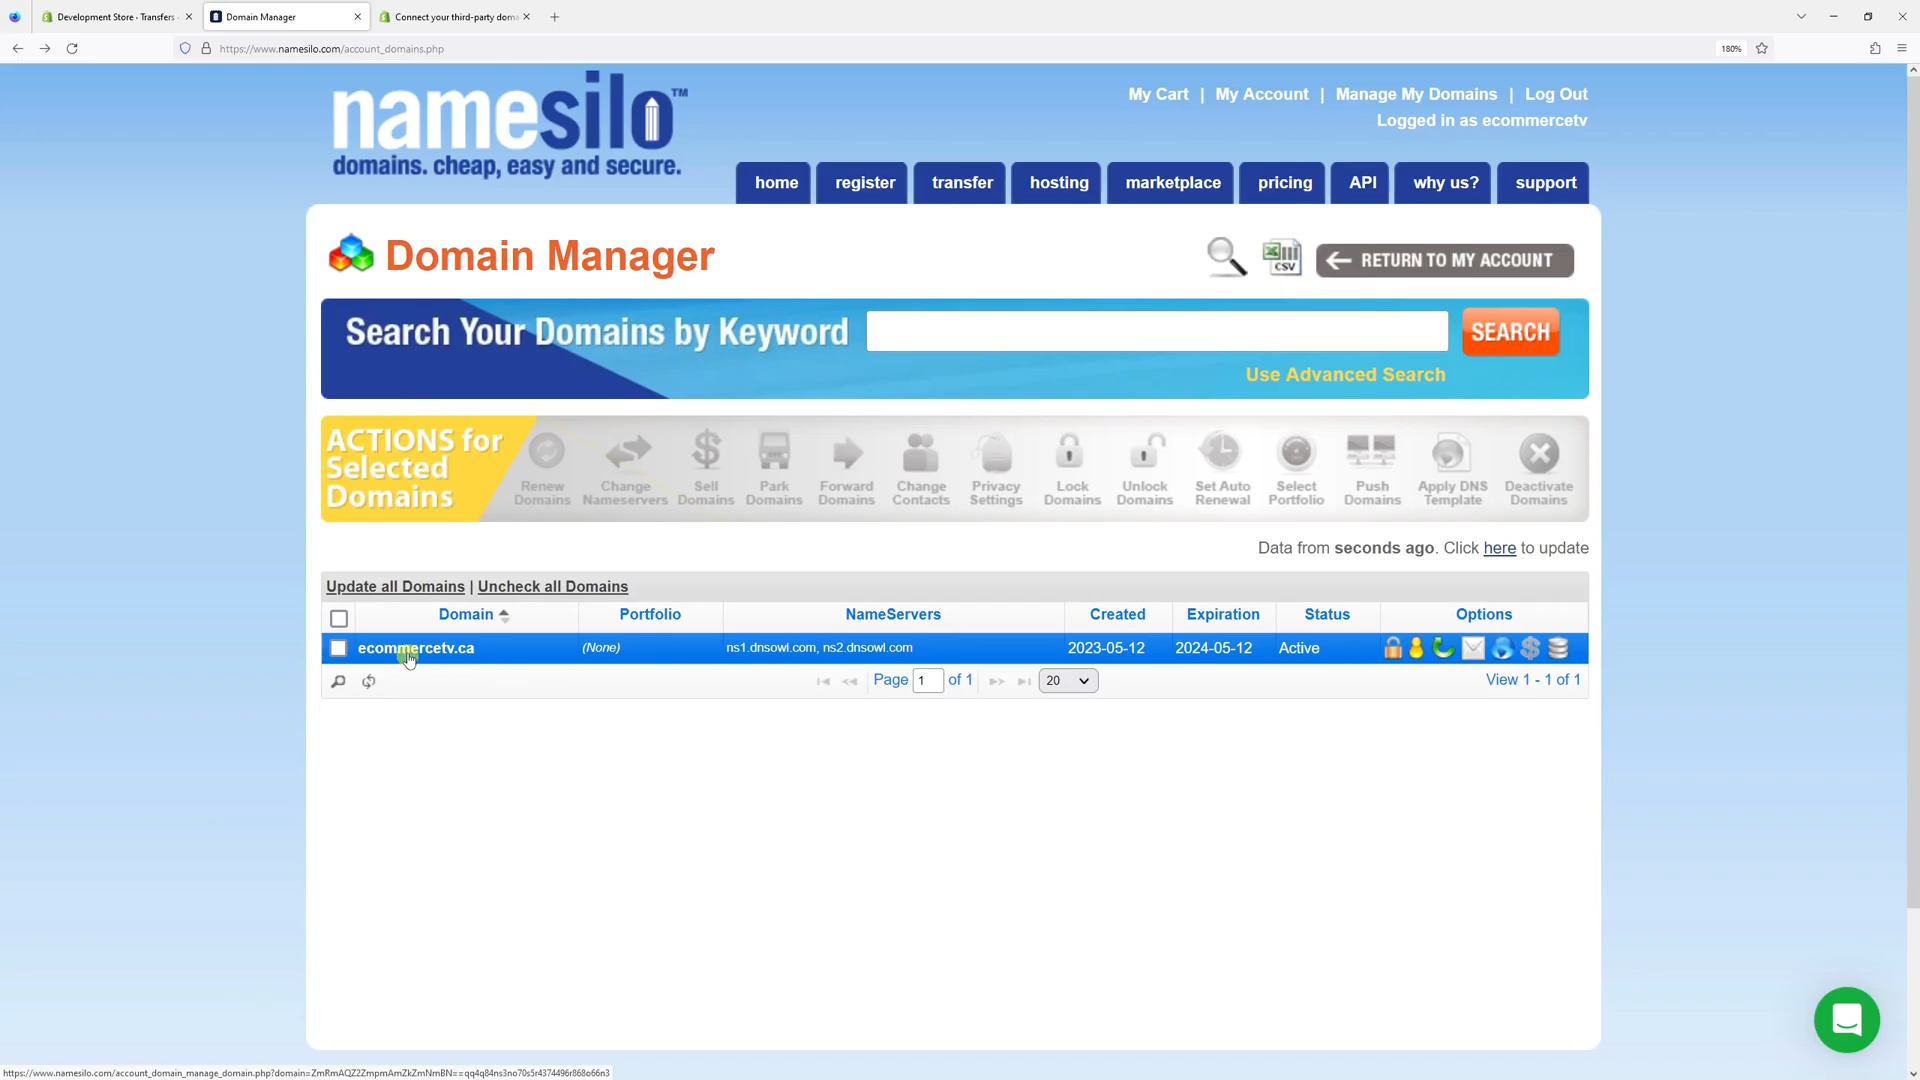 Development Store · Transfers
Domain Manager
Connect your third-party doma
https://www.namesilo.com/account_domains.php
180%
namesilo™
domains. cheap, easy and secure.
My Cart | My Account | Manage My Domains | Log Out
Logged in as ecommercetv
home register transfer hosting marketplace pricing API why us? support
Domain Manager
CSV
RETURN TO MY ACCOUNT
Search Your Domains by Keyword
SEARCH
Use Advanced Search
ACTIONS for
Selected
Domains
Renew
Domains
Change
Nameservers
Sell
Domains
Park
Domains
Forward
Domains
Change
Contacts
Privacy
Settings
Lock
Domains
Unlock
Domains
Set Auto
Renewal
Select
Portfolio
Push
Domains
Apply DNS
Template
Deactivate
Domains
Data from seconds ago. Click here to update
Update all Domains | Uncheck all Domains
Domain Portfolio NameServers Created Expiration Status Options
ecommercetv.ca (None) ns1.dnsowl.com, ns2.dnsowl.com 2023-05-12 2024-05-12 Active
Page 1 of 1 20 View 1 - 1 of 1